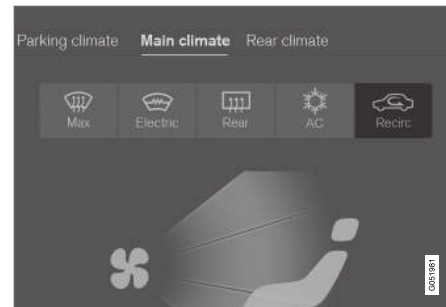 Parking climate Main climate Rear climate
Max Electric Rear AC Recirc
G051981